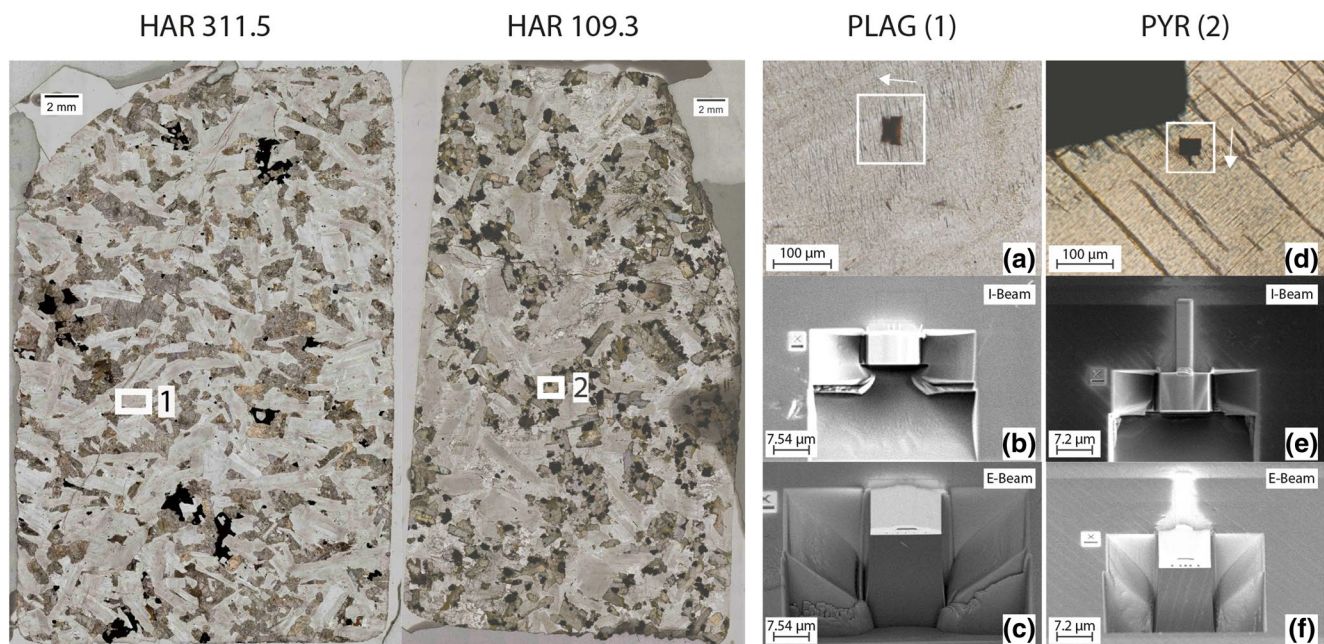 HAR 311.5
HAR 109.3
PLAG (1)
PYR (2)
2 mm
2 mm
1
2
100 µm
(a)
100 µm
(d)
I-Beam
7.54 µm
(b)
I-Beam
7.2 µm
(e)
E-Beam
7.54 µm
(c)
E-Beam
7.2 µm
(f)